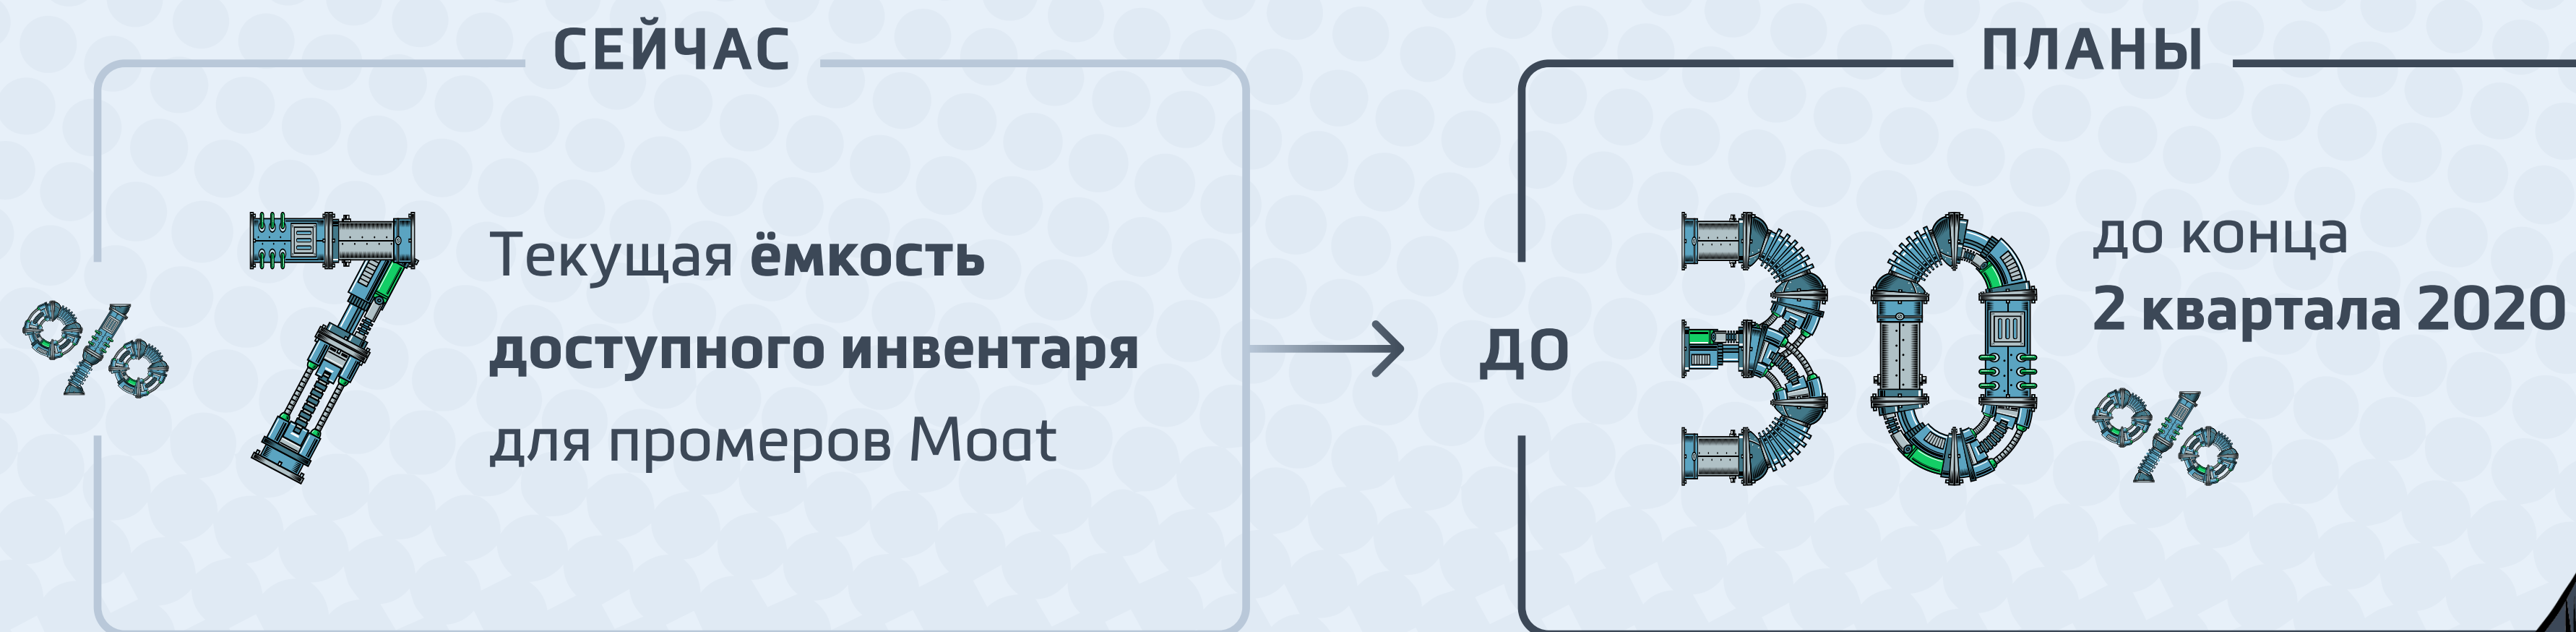 СЕЙЧАС
% 7
Текущая ёмкость
доступного инвентаря
для промеров Moat
ПЛАНЫ
ДО
30
до конца
2 квартала 2020
%